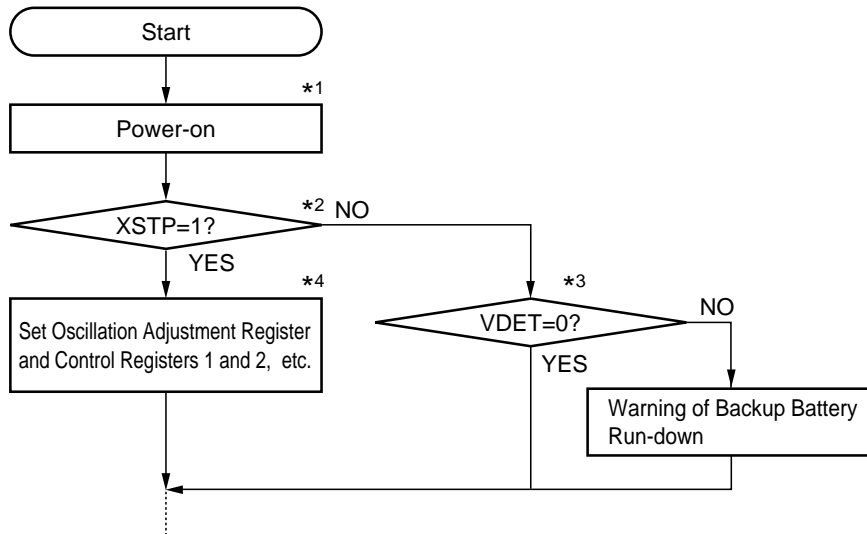 Start
*1
Power-on
*2
NO
XSTP=1?
YES
*4
*3
Set Oscillation Adjustment Register
and Control Registers 1 and 2, etc.
NO
VDET=0?
YES
Warning of Backup Battery
Run-down